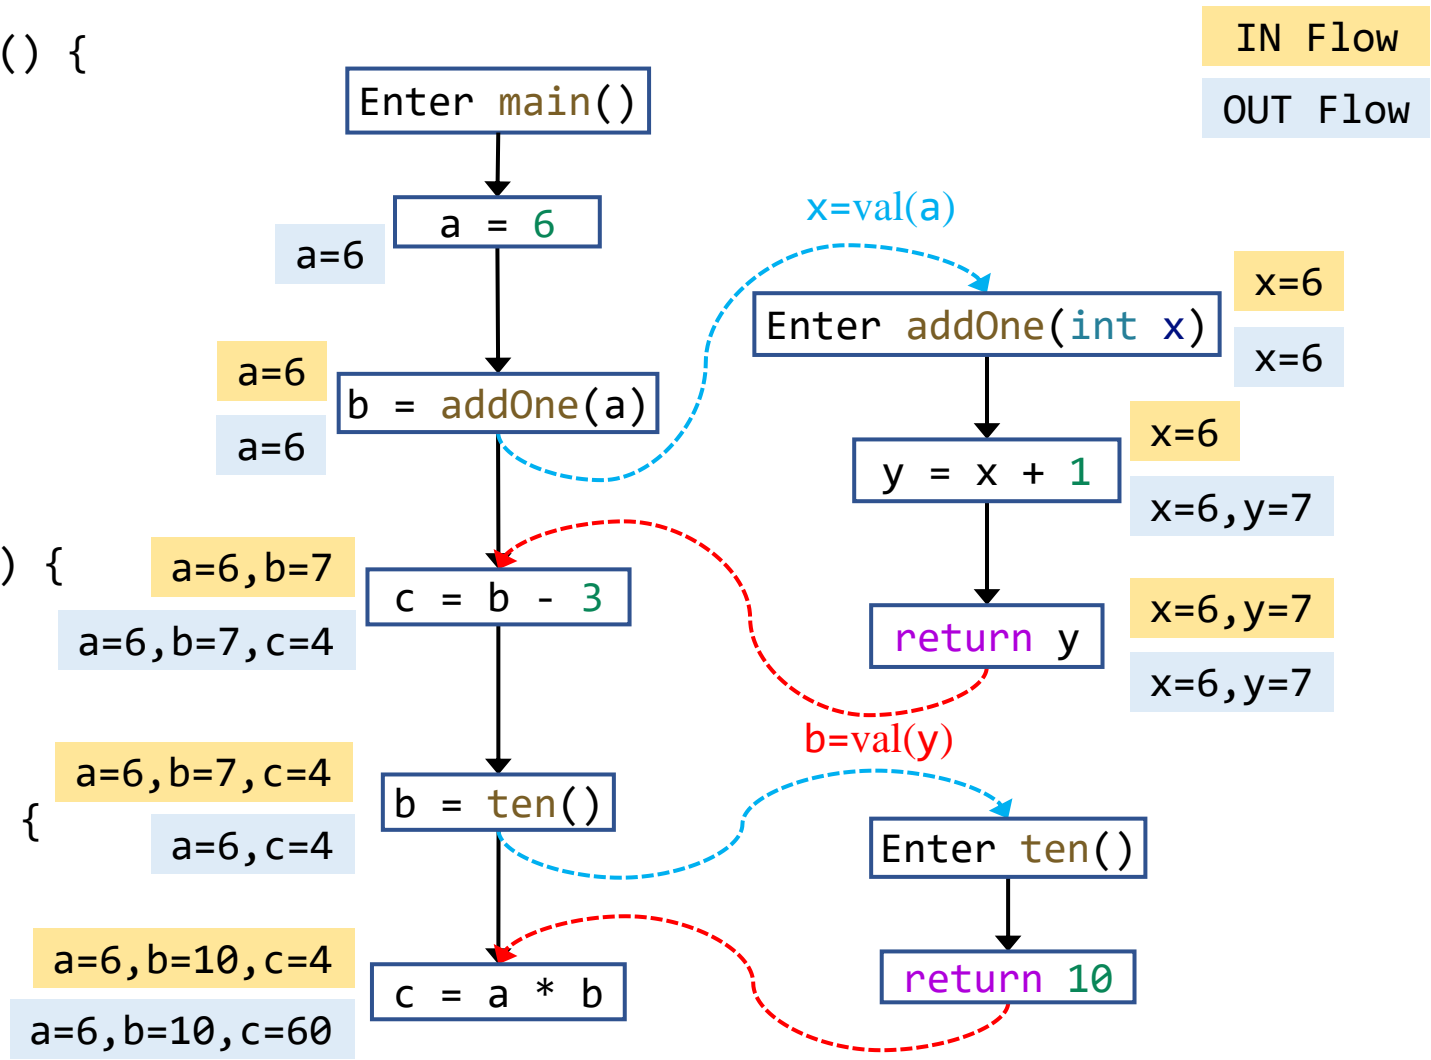 () {
IN Flow
OUT Flow
Enter main()
a = 6
a=6
x=val(a)
Enter addOne(int x)
x=6
x=6
a=6
b = addOne(a)
a=6
x=6
y = x + 1
x=6,y=7
) {
a=6,b=7
c = b - 3
a=6,b=7,c=4
x=6,y=7
return y
x=6,y=7
b=val(y)
a=6,b=7,c=4
b = ten()
{
a=6,c=4
Enter ten()
a=6,b=10,c=4
c = a * b
a=6,b=10,c=60
return 10